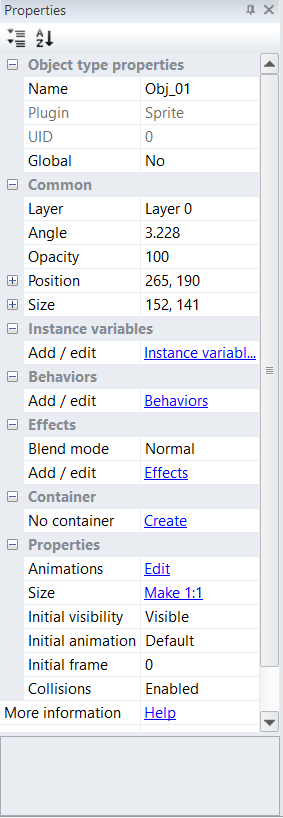 Properties
A Z
Object type properties
Name Obj_01
Plugin Sprite
UID 0
Global No
Common
Layer Layer 0
Angle 3.228
Opacity 100
Position 265, 190
Size 152, 141
Instance variables
Add / edit Instance variabl...
Behaviors
Add / edit Behaviors
Effects
Blend mode Normal
Add / edit Effects
Container
No container Create
Properties
Animations Edit
Size Make 1:1
Initial visibility Visible
Initial animation Default
Initial frame 0
Collisions Enabled
More information Help